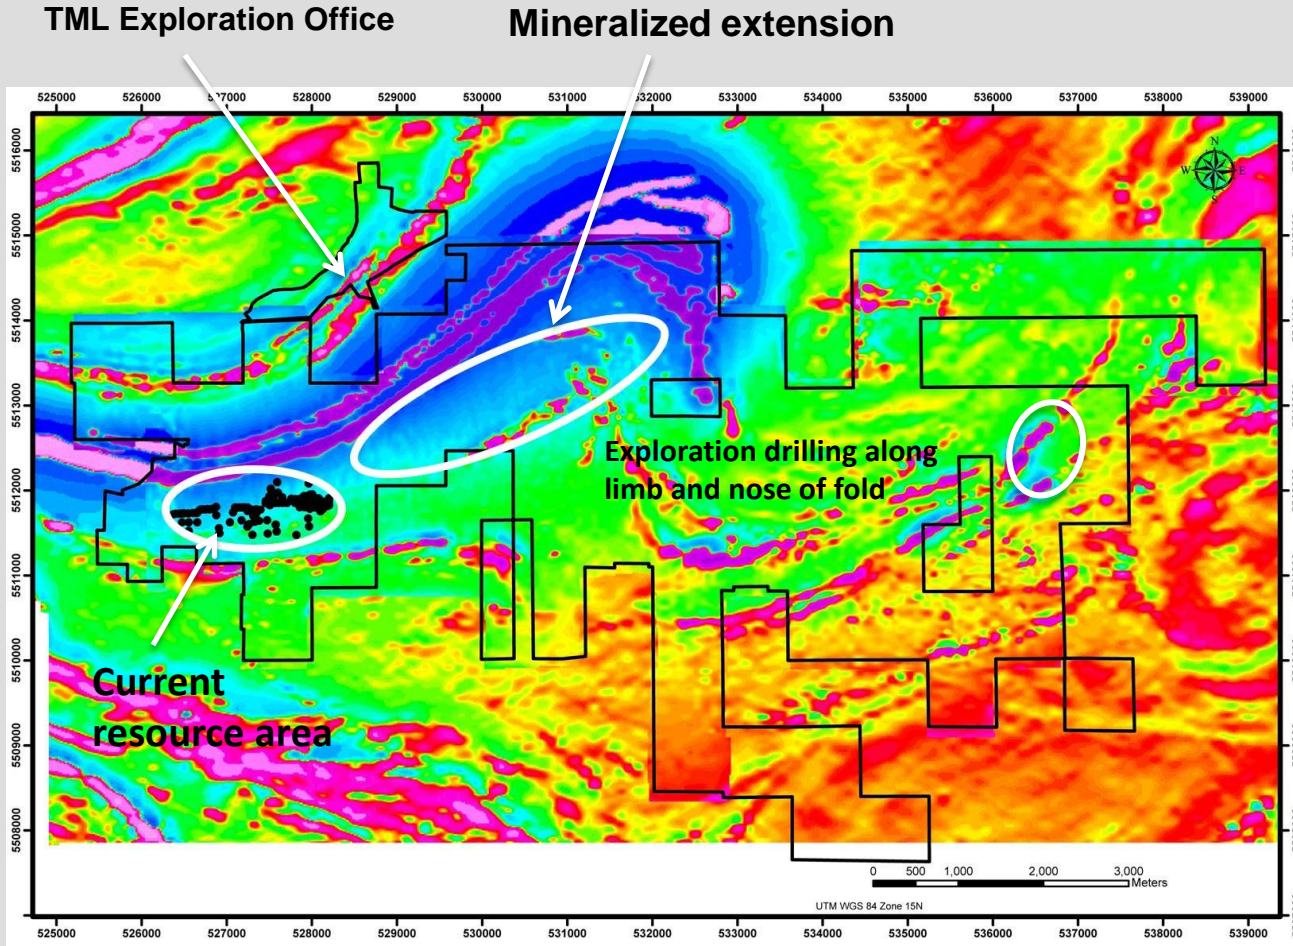 TML Exploration Office
Mineralized extension
525000 526000 527000 528000 529000 530000 531000 532000 533000 534000 535000 536000 537000 538000 539000
5516000
5515000
5514000
5513000
5512000
5511000
5510000
5509000
5508000
N
W E
S
Exploration drilling along
limb and nose of fold
Current
resource area
0 500 1,000 2,000 3,000
Meters
UTM WGS 84 Zone 15N
525000 526000 527000 528000 529000 530000 531000 532000 533000 534000 535000 536000 537000 538000 539000